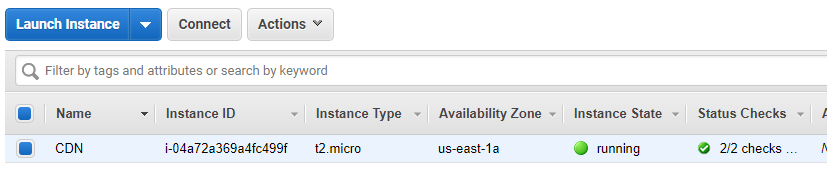 Launch Instance Connect Actions
Filter by tags and attributes or search by keyword
Name Instance ID Instance Type Availability Zone Instance State Status Checks
CDN i-04a72a369a4fc499f t2.micro us-east-1a running 2/2 checks ...